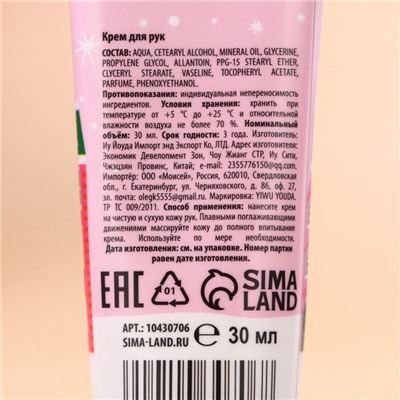 Крем для рук
СОСТАВ: AQUA, CETEARYL ALCOHOL, MINERAL OIL, GLYCERINE,
PROPYLENE GLYCOL, ALLANTOIN, PPG-15 STEARYL ETHER,
CLYCERYL STEARATE, VASELINE, TOCOPHERYL ACETATE,
PARFUME, PHENOXYETHANOL.
Противопоказания: индивидуальная непереносимость
ингредиентов. Условия хранения: хранить при
температуре от +5 °С до +25 °С и относительной
влажности воздуха не более 70 %. Номинальный
объём: 30 мл. Срок годности: 3 года. Изготовитель:
Иу Йоуда Импорт энд Экспорт Ко, ЛТД. Адрес изготовителя:
Экономик Девелопмент Зон, Чоу Жианг СТР, Иу Сити,
Чжэцзян Провинс, Китай; e-mail: 2355776150@qq.com.
Импортёр: ООО «Моисей», Россия, 620010, Свердловская
обл., г. Екатеринбург, ул. Черняховского, д. 86, оф. 27,
эл. почта: olegk5555@mail.ru. Маркировка: YIWU YOUDA.
ТР ТС 009/2011. Способ применения: нанесите крем
на чистую и сухую кожу рук. Плавными поглаживающими
движениями массируйте кожу до полного впитывания
крема. Используйте по мере необходимости.
Дата изготовления: см. на упаковке. Номер партии
равен дате изготовления.
EAC
01
SIMA
LAND
АРТ.: 10430706
SIMA-LAND.RU
℮ 30 мл